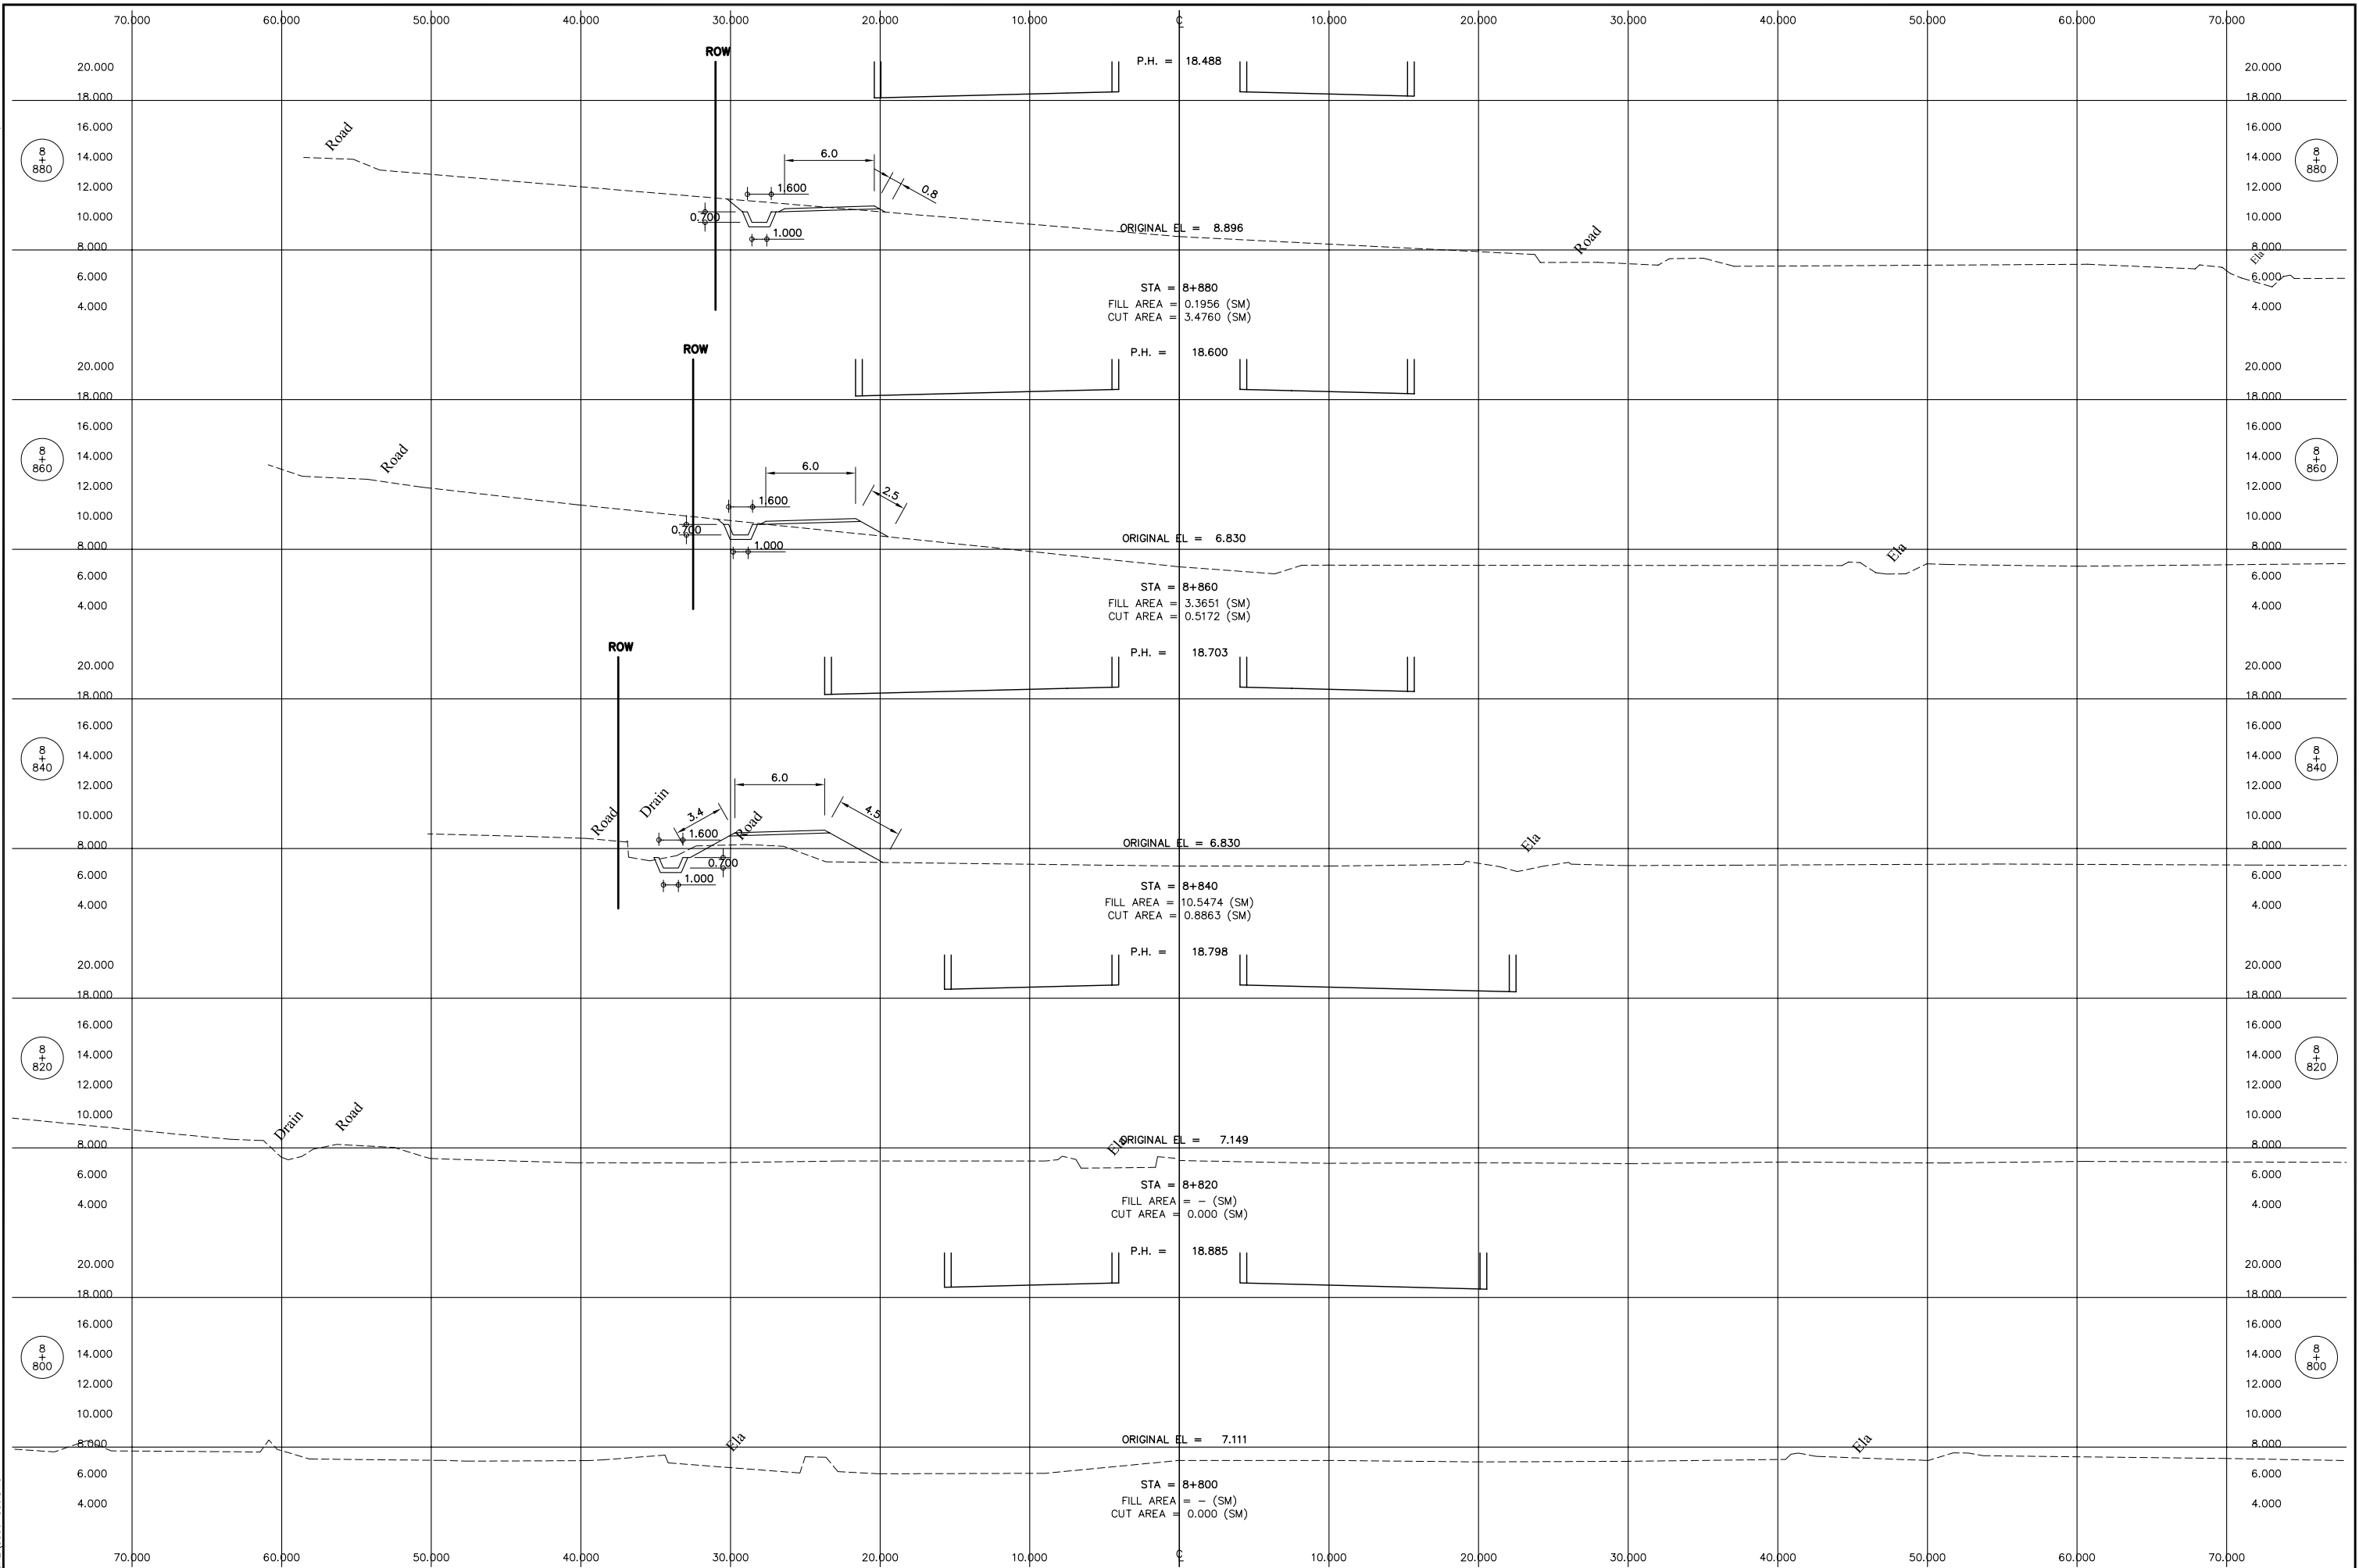 70.000 60.000 50.000 40.000 30.000 20.000 10.000 ℄ 10.000 20.000 30.000 40.000 50.000 60.000 70.000
ROW
P.H. = 18.488
20.000 20.000
18.000 18.000
16.000 16.000
Road
8 + 880
14.000 14.000
8 + 880
6.0
12.000 12.000
1.600
0.8
10.000 10.000
0.700
ORIGINAL EL = 8.896
1.000
Road
8.000 8.000
Ela
6.000 6.000
STA = 8+880
4.000 4.000
FILL AREA = 0.1956 (SM)
CUT AREA = 3.4760 (SM)
ROW
P.H. = 18.600
20.000 20.000
18.000 18.000
16.000 16.000
Road
8 + 860
14.000 14.000
8 + 860
6.0
12.000 12.000
1.600
2.5
10.000 10.000
0.700
ORIGINAL EL = 6.830
1.000
Ela
8.000 8.000
6.000 6.000
STA = 8+860
4.000 4.000
FILL AREA = 3.3651 (SM)
CUT AREA = 0.5172 (SM)
ROW
P.H. = 18.703
20.000 20.000
18.000 18.000
16.000 16.000
8 + 840
14.000 14.000
8 + 840
6.0
12.000 12.000
Road
Drain
3.4
Road
4.5
10.000 10.000
1.600
ORIGINAL EL = 6.830
Ela
8.000 8.000
0.700
1.000
6.000 6.000
STA = 8+840
4.000 4.000
FILL AREA = 10.5474 (SM)
CUT AREA = 0.8863 (SM)
P.H. = 18.798
20.000 20.000
18.000 18.000
16.000 16.000
8 + 820
14.000 14.000
8 + 820
12.000 12.000
10.000 10.000
Drain
Road
Ela
ORIGINAL EL = 7.149
8.000 8.000
6.000 6.000
STA = 8+820
4.000 4.000
FILL AREA = - (SM)
CUT AREA = 0.000 (SM)
P.H. = 18.885
20.000 20.000
18.000 18.000
16.000 16.000
8 + 800
14.000 14.000
8 + 800
12.000 12.000
10.000 10.000
Ela
ORIGINAL EL = 7.111
Ela
8.000 8.000
6.000 6.000
STA = 8+800
4.000 4.000
FILL AREA = - (SM)
CUT AREA = 0.000 (SM)
70.000 60.000 50.000 40.000 30.000 20.000 10.000 ℄ 10.000 20.000 30.000 40.000 50.000 60.000 70.000